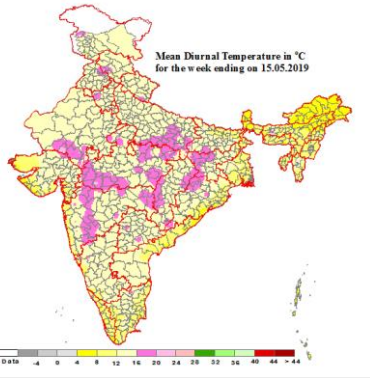 Mean Diurnal Temperature in °C
for the week ending on 15.05.2019
Data -4 0 4 8 12 16 20 24 28 32 36 40 44 > 44